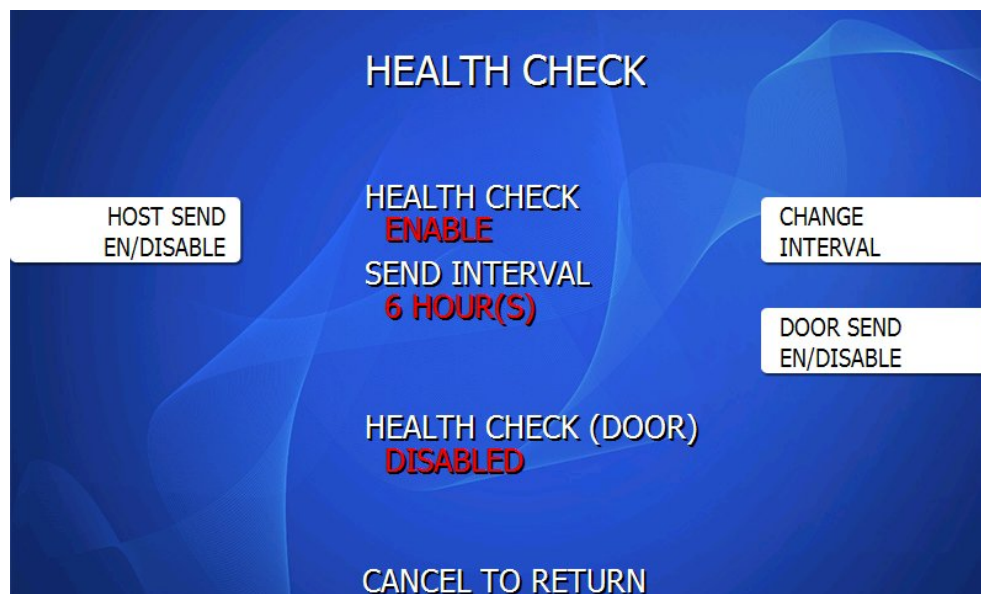 HEALTH CHECK
HOST SEND
EN/DISABLE
HEALTH CHECK
ENABLE
SEND INTERVAL
6 HOUR(S)
CHANGE
INTERVAL
DOOR SEND
EN/DISABLE
HEALTH CHECK (DOOR)
DISABLED
CANCEL TO RETURN